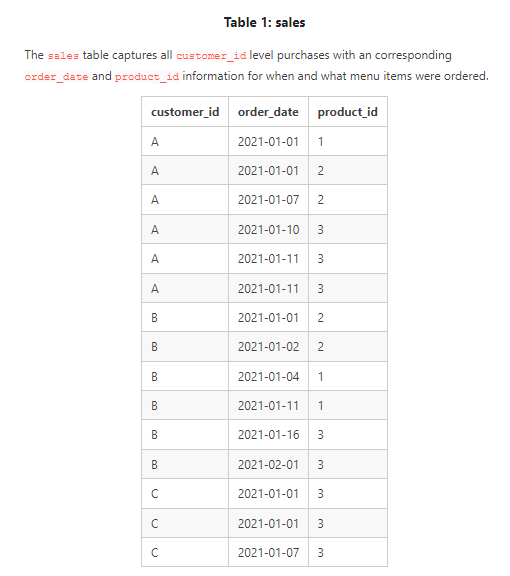 Table 1: sales
The sales table captures all customer_id level purchases with an corresponding
order_date and product_id information for when and what menu items were ordered.
customer_id order_date product_id
A 2021-01-01 1
A 2021-01-01 2
A 2021-01-07 2
A 2021-01-10 3
A 2021-01-11 3
A 2021-01-11 3
B 2021-01-01 2
B 2021-01-02 2
B 2021-01-04 1
B 2021-01-11 1
B 2021-01-16 3
B 2021-02-01 3
C 2021-01-01 3
C 2021-01-01 3
C 2021-01-07 3